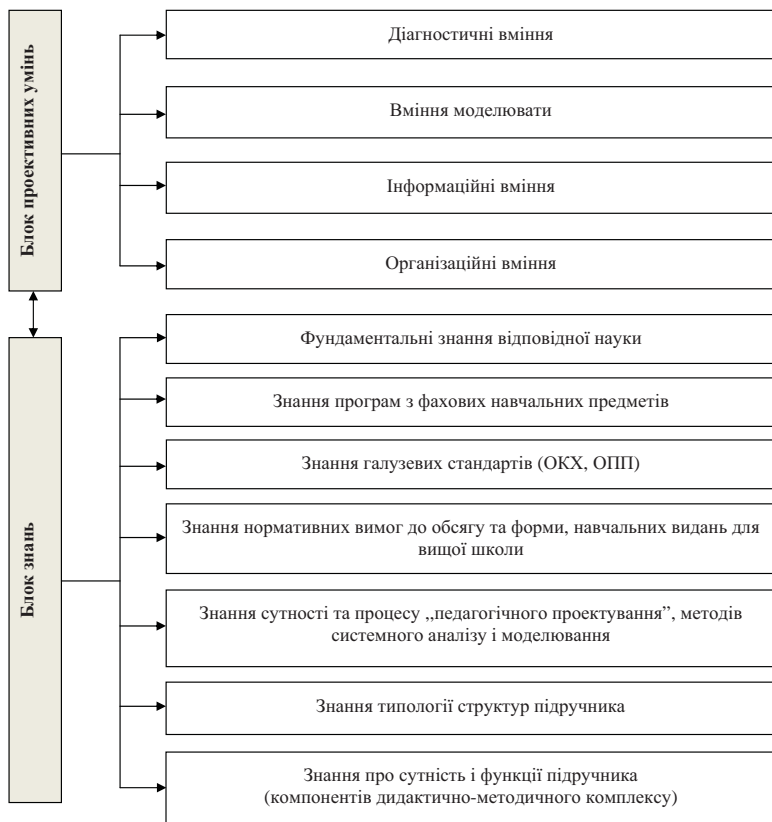 Блок проективних умінь
Діагностичні вміння
Вміння моделювати
Інформаційні вміння
Організаційні вміння
Блок знань
Фундаментальні знання відповідної науки
Знання програм з фахових навчальних предметів
Знання галузевих стандартів (ОКХ, ОПП)
Знання нормативних вимог до обсягу та форми, навчальних видань для
вищої школи
Знання сутності та процесу „педагогічного проектування”, методів
системного аналізу і моделювання
Знання типології структур підручника
Знання про сутність і функції підручника
(компонентів дидактично-методичного комплексу)